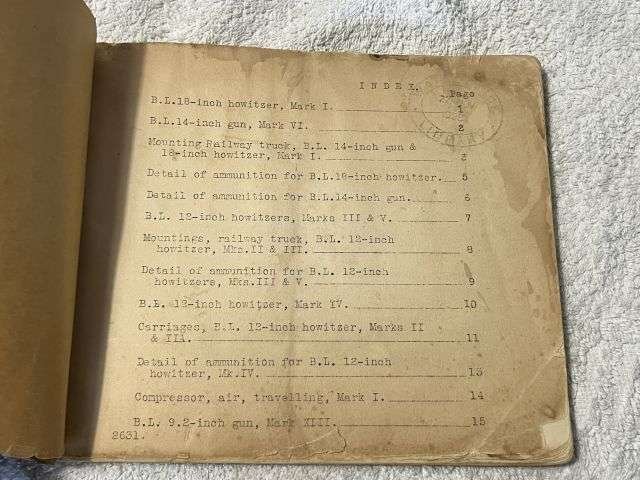 INDEX.
Page
B.L.18-inch howitzer, Mark I. 1
B.L.14-inch gun, Mark VI. 2
Mounting Railway truck, B.L. 14-inch gun &
18-inch howitzer, Mark I. 3
Detail of ammunition for B.L.18-inch howitzer. 5
Detail of ammunition for B.L.14-inch gun. 6
B.L. 12-inch howitzers, Marks III & V. 7
Mountings, railway truck, B.L. 12-inch
howitzer, Mks.II & III. 8
Detail of ammunition for B.L. 12-inch
howitzers, Mks.III & V. 9
B.L. 12-inch howitzer, Mark IV. 10
Carriages, B.L. 12-inch howitzer, Marks II
& III. 11
Detail of ammunition for B.L. 12-inch
howitzer, Mk.IV. 13
Compressor, air, travelling, Mark I. 14
B.L. 9.2-inch gun, Mark XIII. 15
2631.